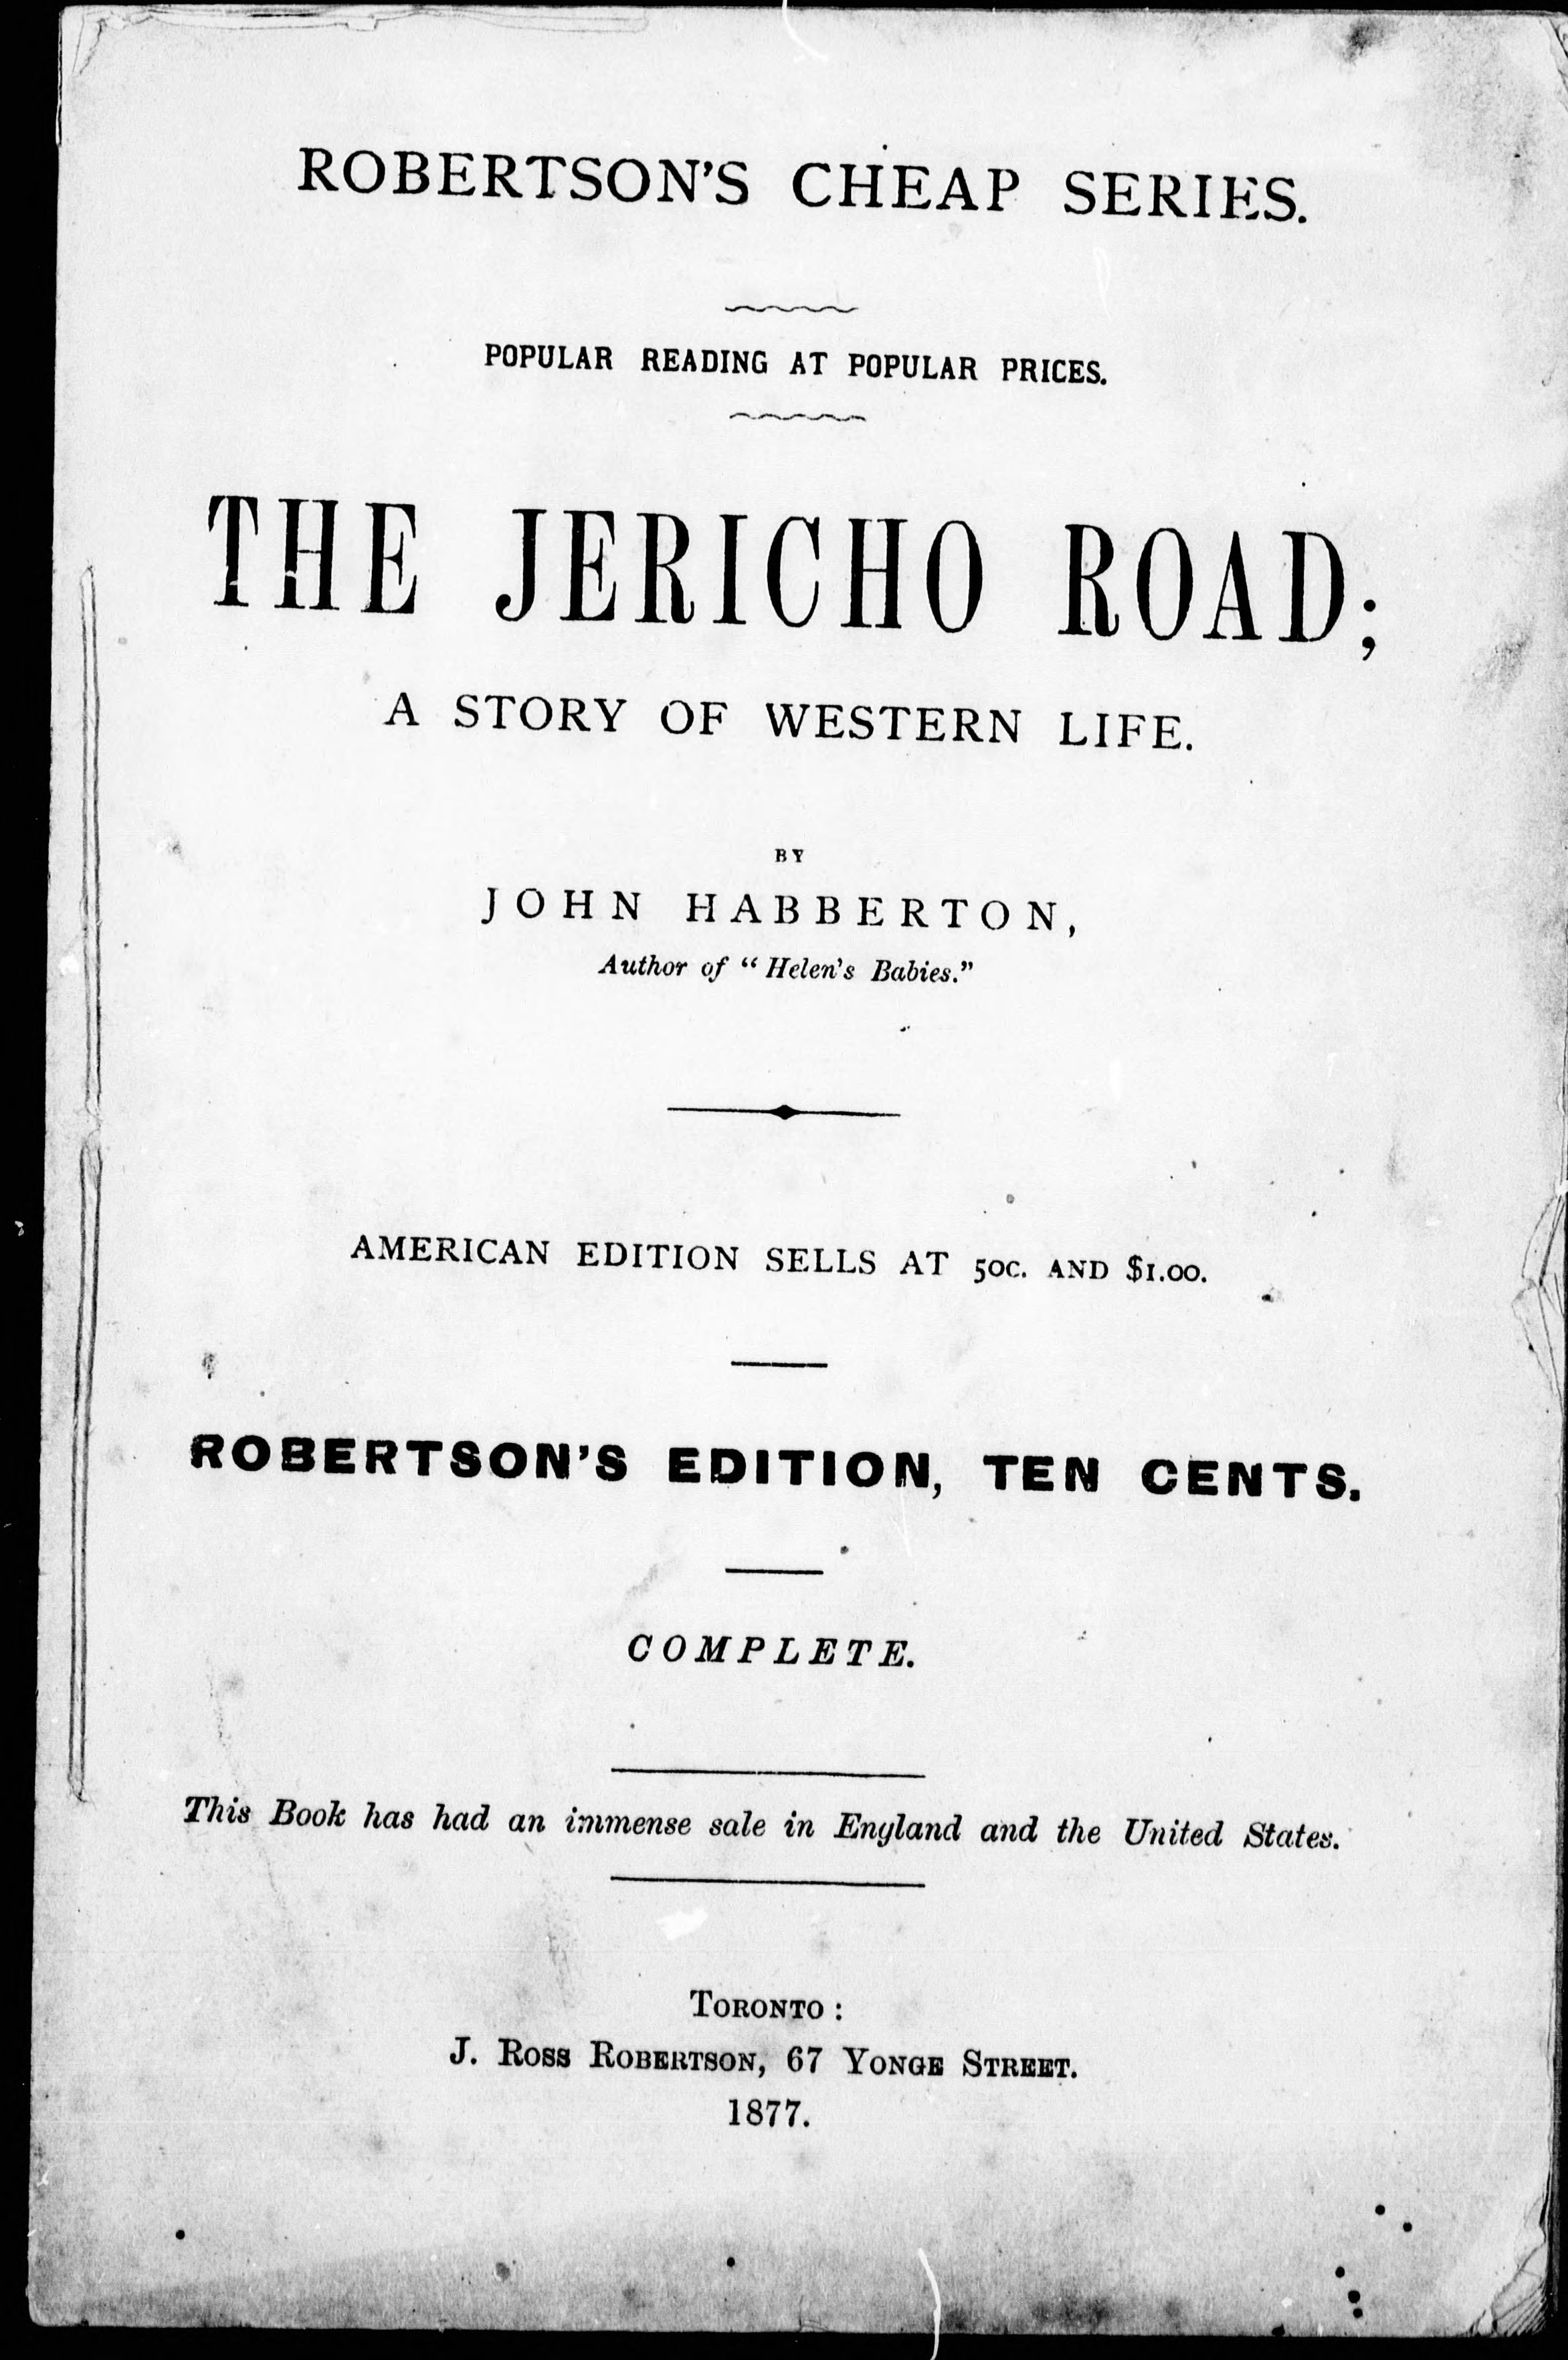 ROBERTSON'S CHEAP SERIES.
POPULAR READING AT POPULAR PRICES.
THE JERICHO ROAD;
A STORY OF WESTERN LIFE.
BY
JOHN HABBERTON,
Author of "Helen's Babies."
AMERICAN EDITION SELLS AT 50C. AND $1.00.
ROBERTSON'S EDITION, TEN CENTS.
COMPLETE.
This Book has had an immense sale in England and the United States.
TORONTO:
J. ROSS ROBERTSON, 67 YONGE STREET.
1877.